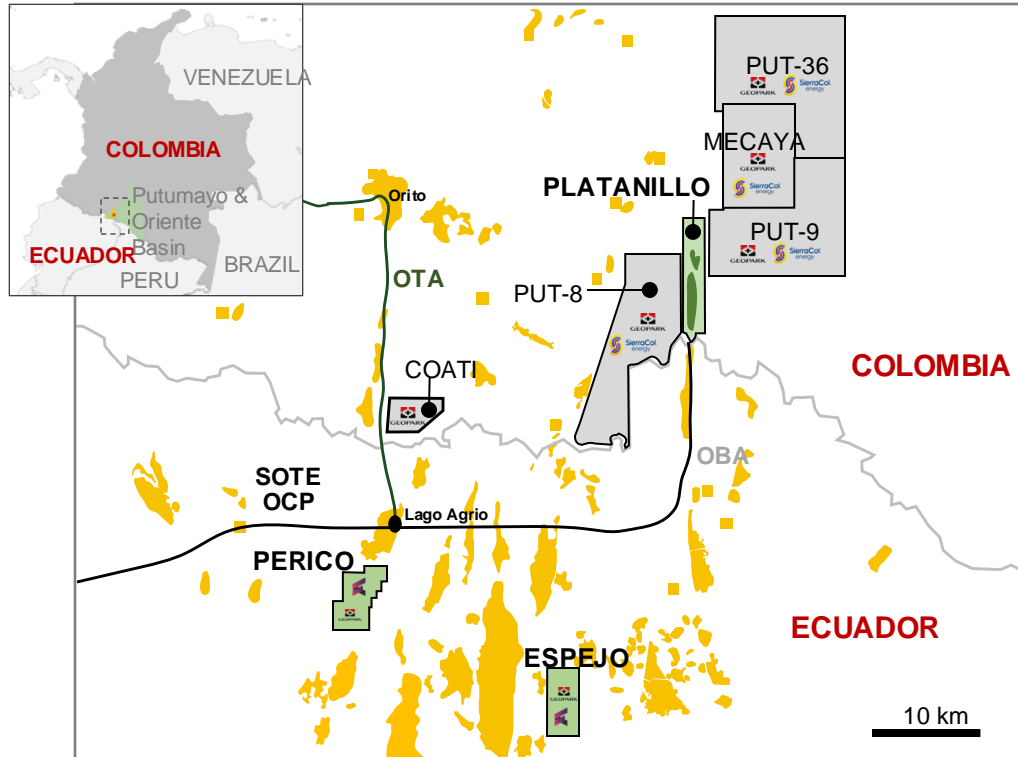 VENEZUELA
COLOMBIA
Putumayo &
Oriente
Basin
ECUADOR
PERU
BRAZIL
PUT-36
GEOPARK
SierraCol
energy
MECAYA
GEOPARK
SierraCol
energy
PLATANILLO
PUT-9
GEOPARK
SierraCol
energy
Orito
OTA
PUT-8
GEOPARK
SierraCol
energy
COATI
GEOPARK
COLOMBIA
OBA
SOTE
OCP
Lago Agrio
PERICO
GEOPARK
ECUADOR
ESPEJO
GEOPARK
10 km